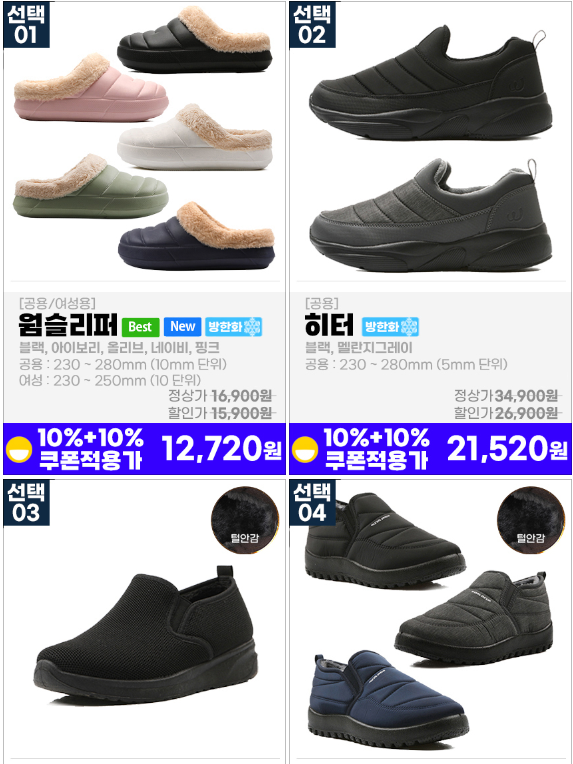 선택
01
선택
02
[공용/여성용]
웜슬리퍼 Best New 방한화
블랙, 아이보리, 올리브, 네이비, 핑크
공용 : 230 ~ 280mm (10mm 단위)
여성 : 230 ~ 250mm (10 단위)
정상가 16,900원
할인가 15,900원
10%+10%
쿠폰적용가 12,720원
[공용]
히터 방한화
블랙, 멜란지그레이
공용 : 230 ~ 280mm (5mm 단위)
정상가 34,900원
할인가 26,900원
10%+10%
쿠폰적용가 21,520원
선택
03
털안감
선택
04
털안감